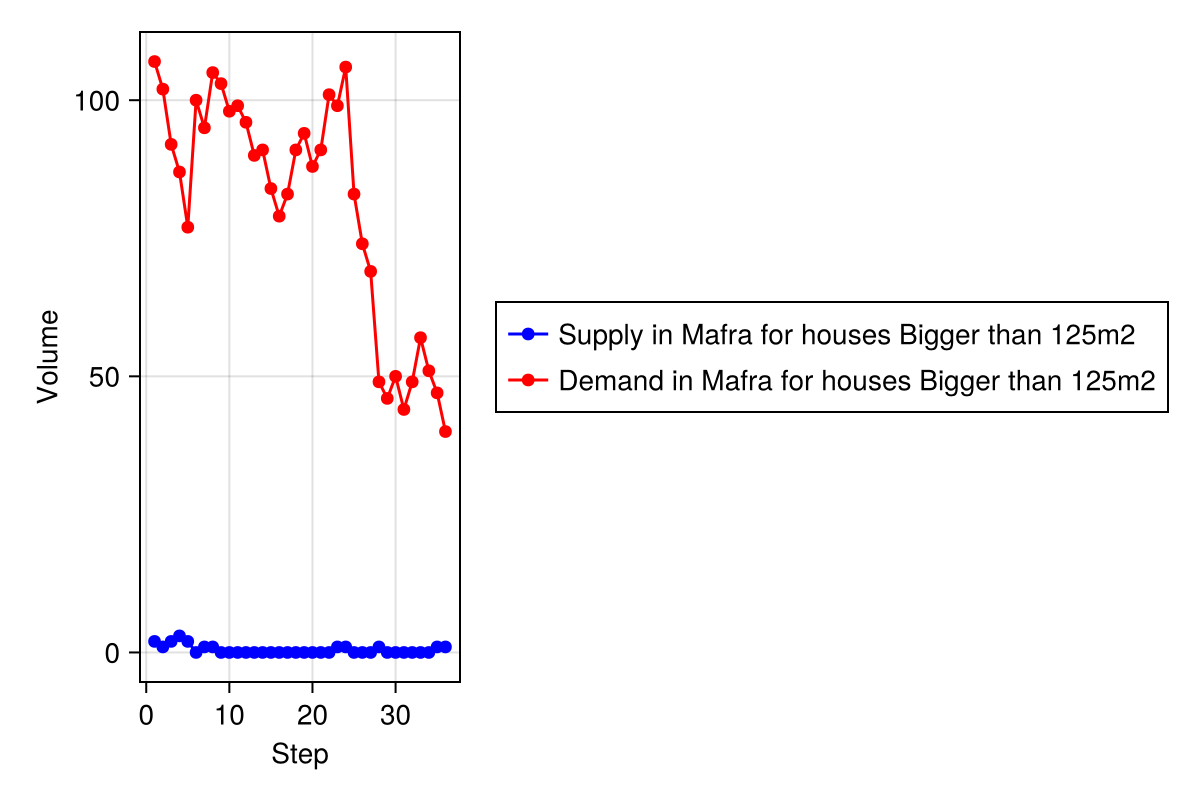 100
50
0
Volume
0 10 20 30
Step
Supply in Mafra for houses Bigger than 125m2
Demand in Mafra for houses Bigger than 125m2